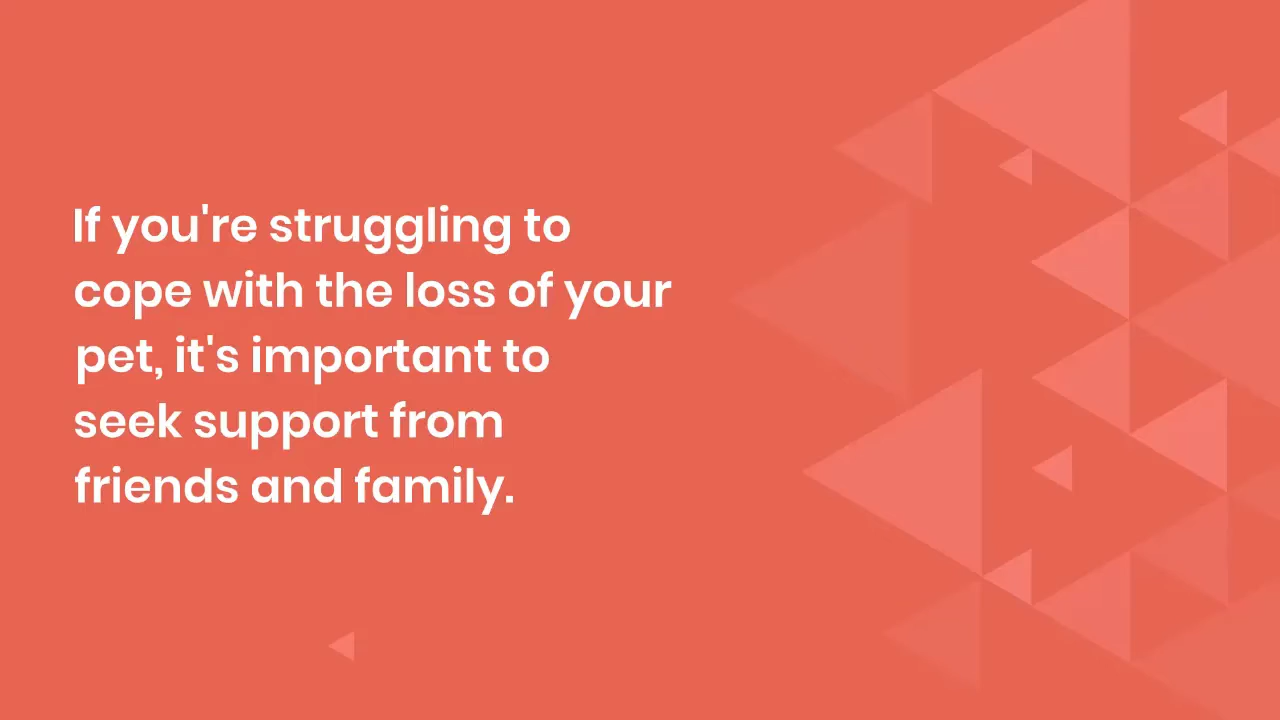 If you're struggling to
cope with the loss of your
pet, it's important to
seek support from
friends and family.